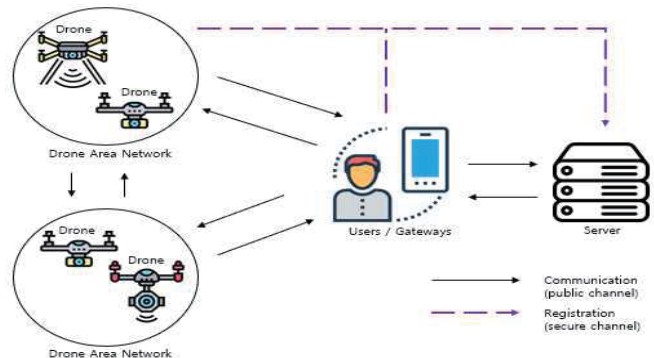 Drone
Drone
Drone Area Network
Drone
Drone
Drone Area Network
Users / Gateways
Server
Communication
(public channel)
Registration
(secure channel)